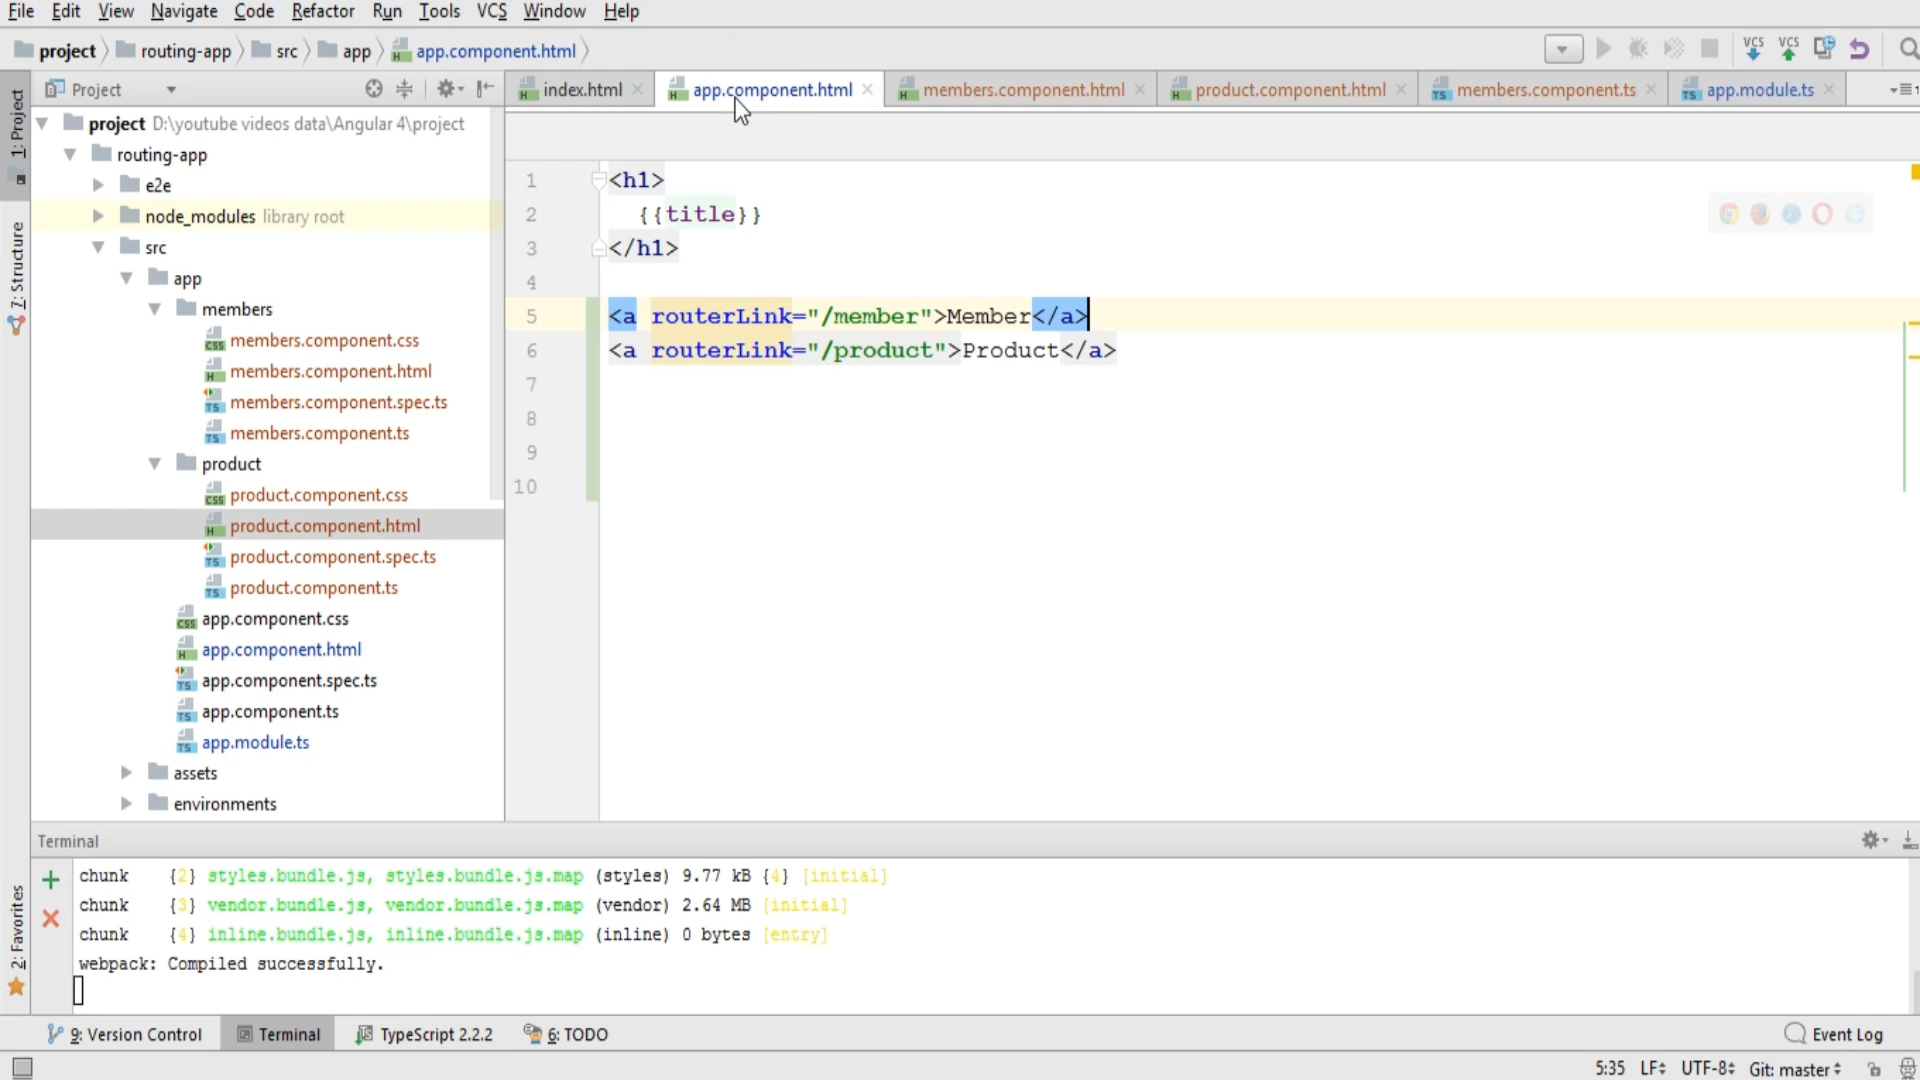 File Edit View Navigate Code Refactor Run Tools VCS Window Help
project routing-app src app app.component.html
VCS VCS
Project
index.html app.component.html members.component.html product.component.html members.component.ts app.module.ts
1: Project
7: Structure
2: Favorites
project D:\youtube videos data\Angular 4\project
routing-app
e2e
node_modules library root
src
app
members
members.component.css
members.component.html
members.component.spec.ts
members.component.ts
product
product.component.css
product.component.html
product.component.spec.ts
product.component.ts
app.component.css
app.component.html
app.component.spec.ts
app.component.ts
app.module.ts
assets
environments
1 <h1>
2 {{title}}
3 </h1>
4
5 <a routerLink="/member">Member</a>
6 <a routerLink="/product">Product</a>
7
8
9
10
Terminal
chunk {2} styles.bundle.js, styles.bundle.js.map (styles) 9.77 kB {4} [initial]
chunk {3} vendor.bundle.js, vendor.bundle.js.map (vendor) 2.64 MB [initial]
chunk {4} inline.bundle.js, inline.bundle.js.map (inline) 0 bytes [entry]
webpack: Compiled successfully.
9: Version Control Terminal TypeScript 2.2.2 6: TODO Event Log
5:35 LF UTF-8 Git: master